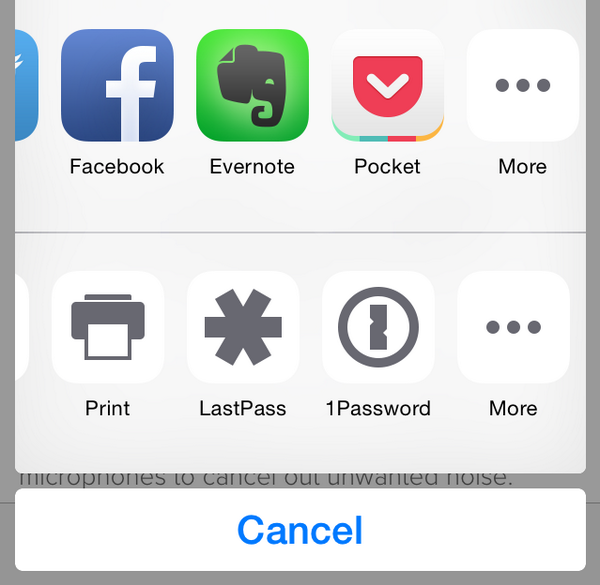 Facebook
Evernote
Pocket
More
Print
LastPass
1Password
More
microphones to cancel out unwanted noise.
Cancel